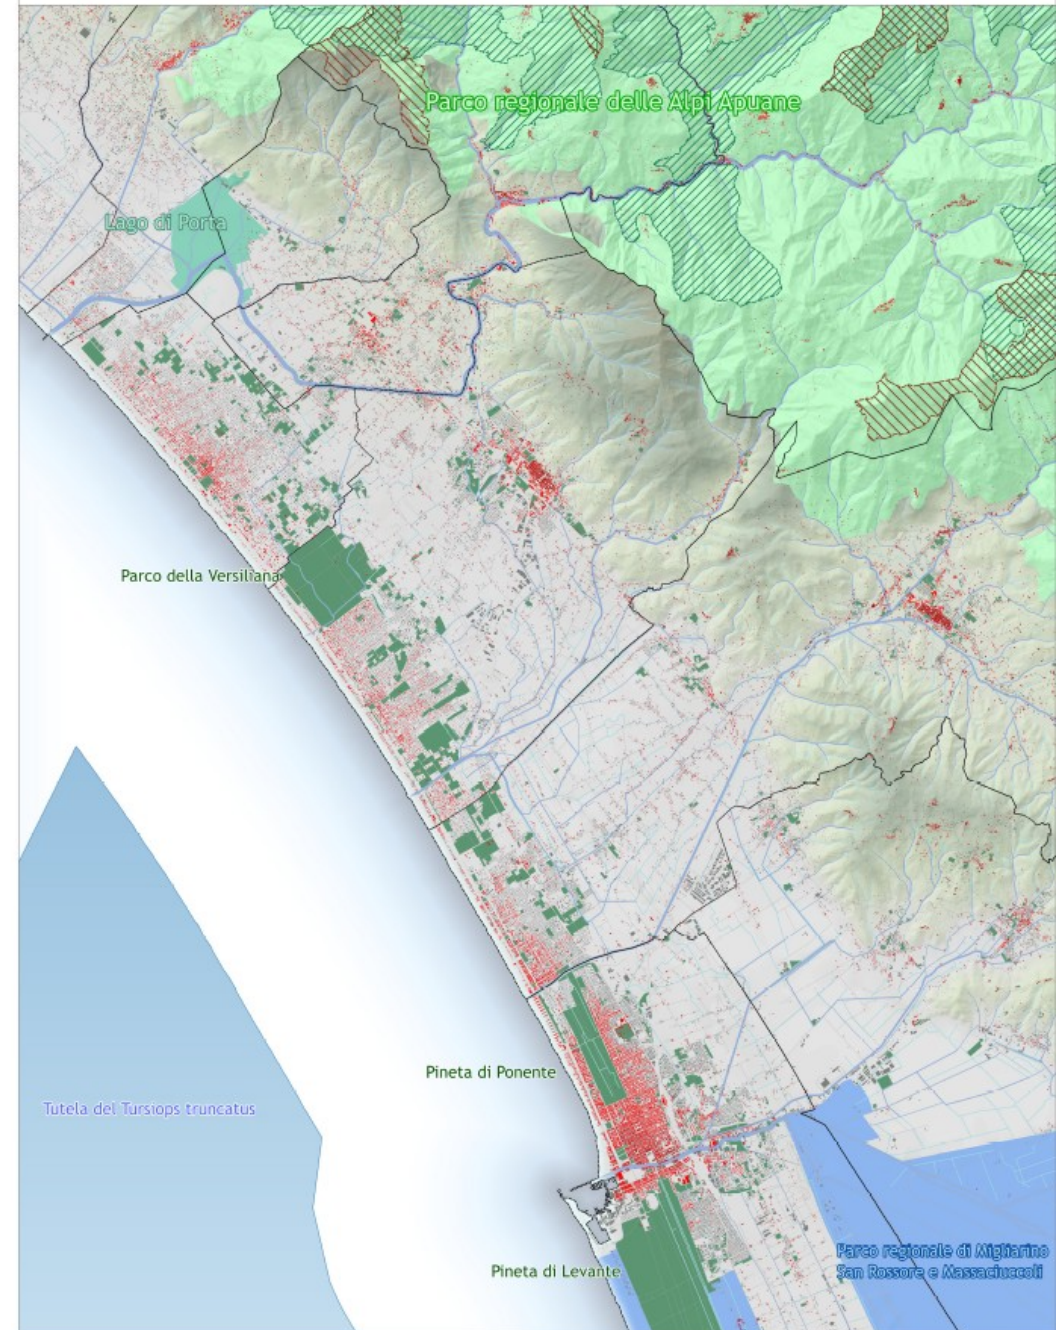 Parco regionale delle Alpi Apuane
Lago di Porta
Parco della Versiliana
Pineta di Ponente
Tutela del Tursiops truncatus
Parco regionale di Migliarino
San Rossore e Massaciuccoli
Pineta di Levante